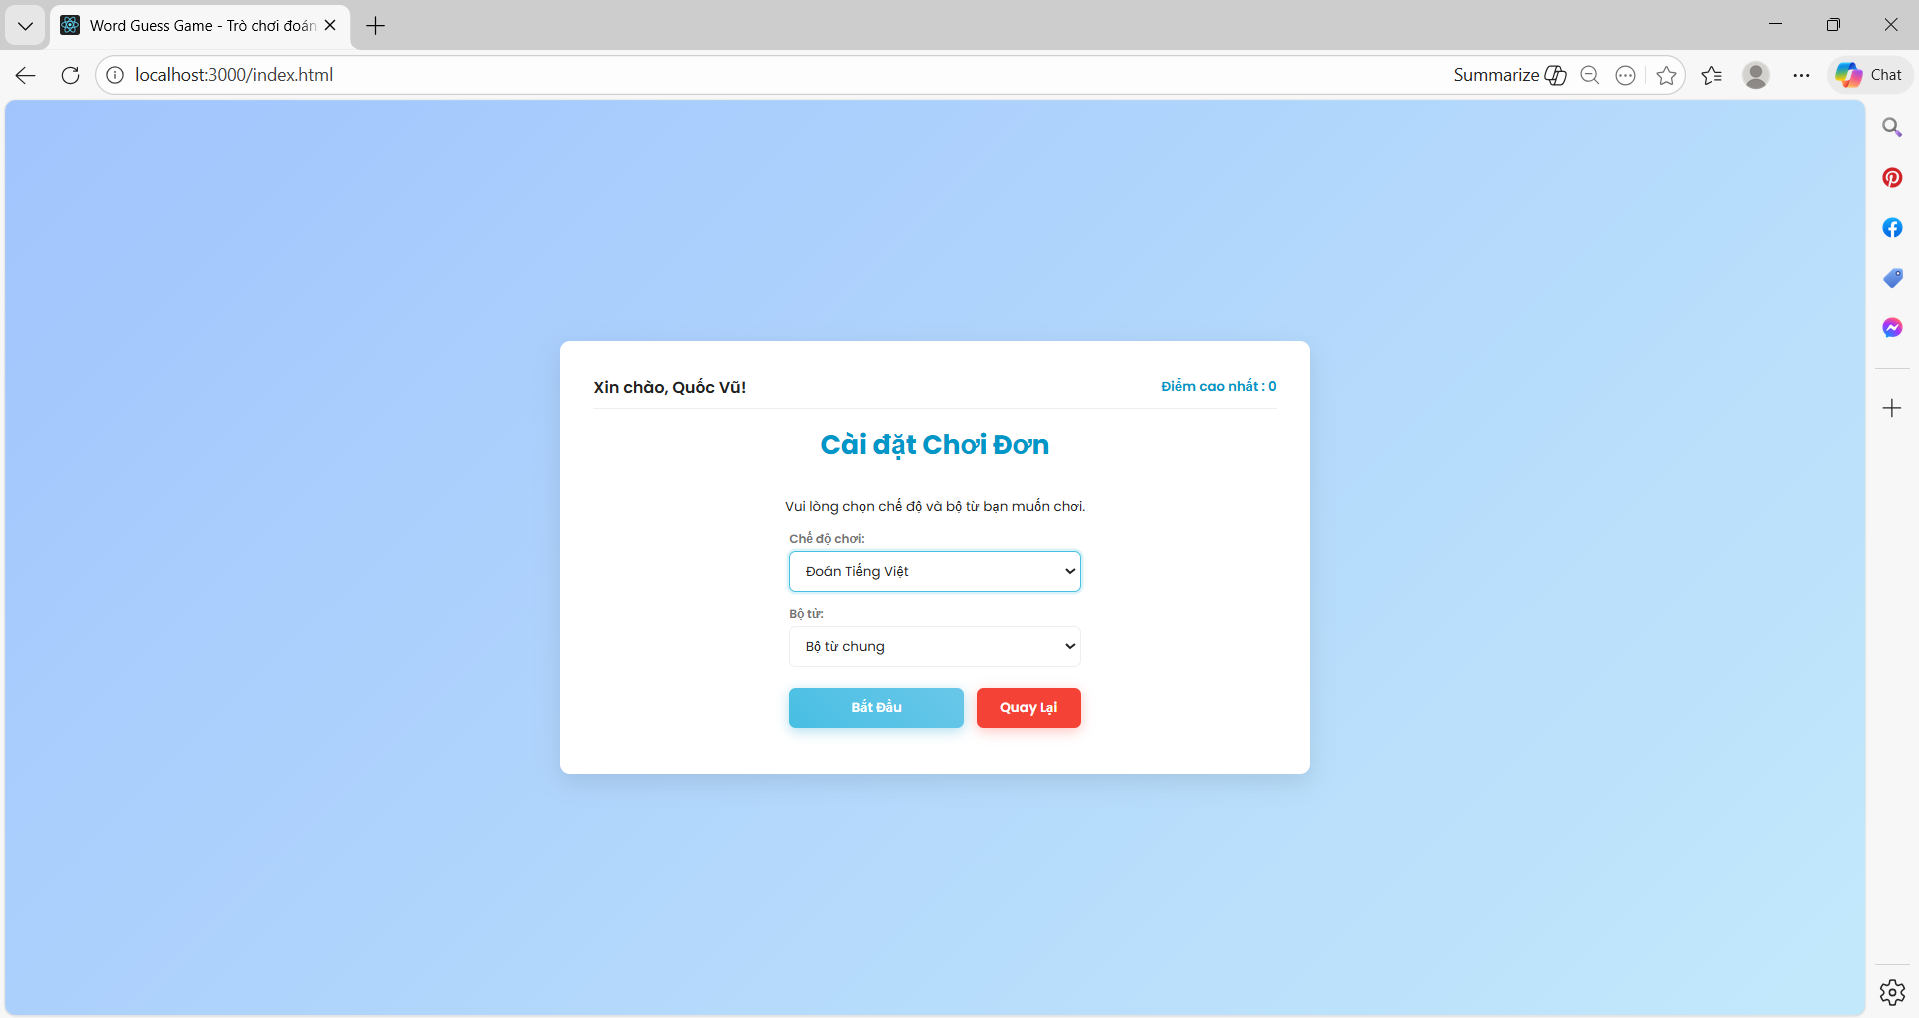 Word Guess Game - Trò chơi đoán
localhost:3000/index.html
Summarize
Chat
Xin chào, Quốc Vũ!
Điểm cao nhất : 0
Cài đặt Chơi Đơn
Vui lòng chọn chế độ và bộ từ bạn muốn chơi.
Chế độ chơi:
Đoán Tiếng Việt
Bộ từ:
Bộ từ chung
Bắt Đầu
Quay Lại